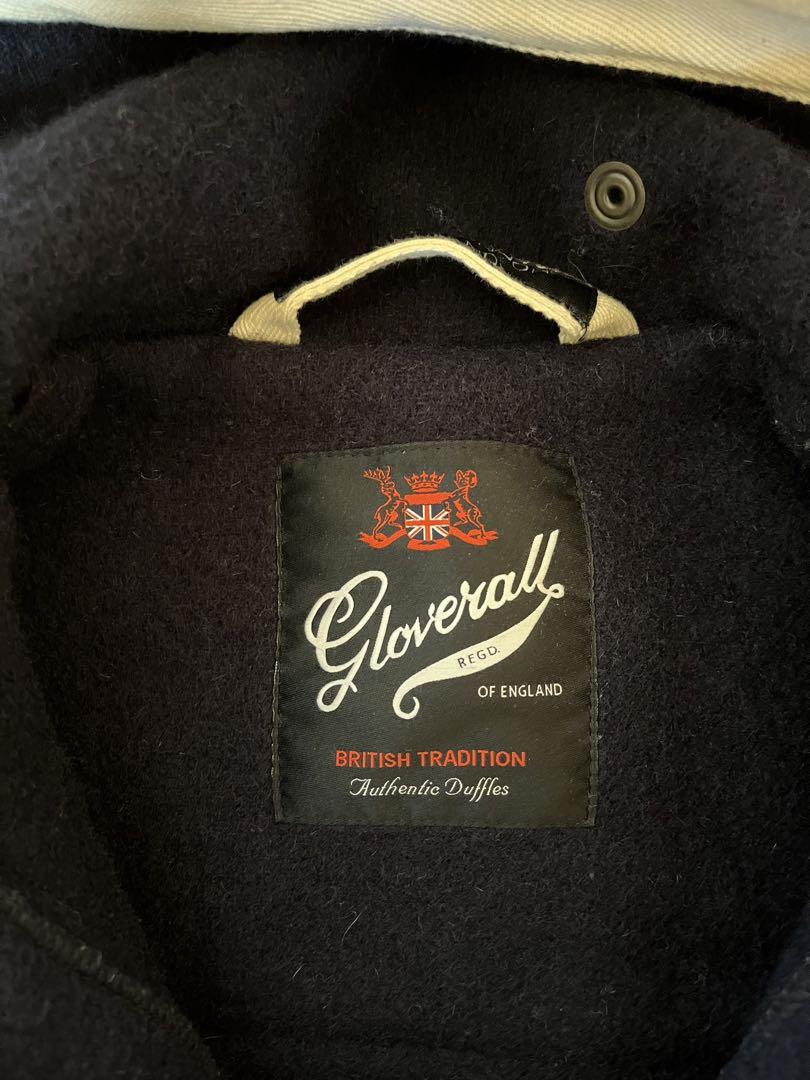 Gloverall
REGD.
OF ENGLAND
BRITISH TRADITION
Authentic Duffles